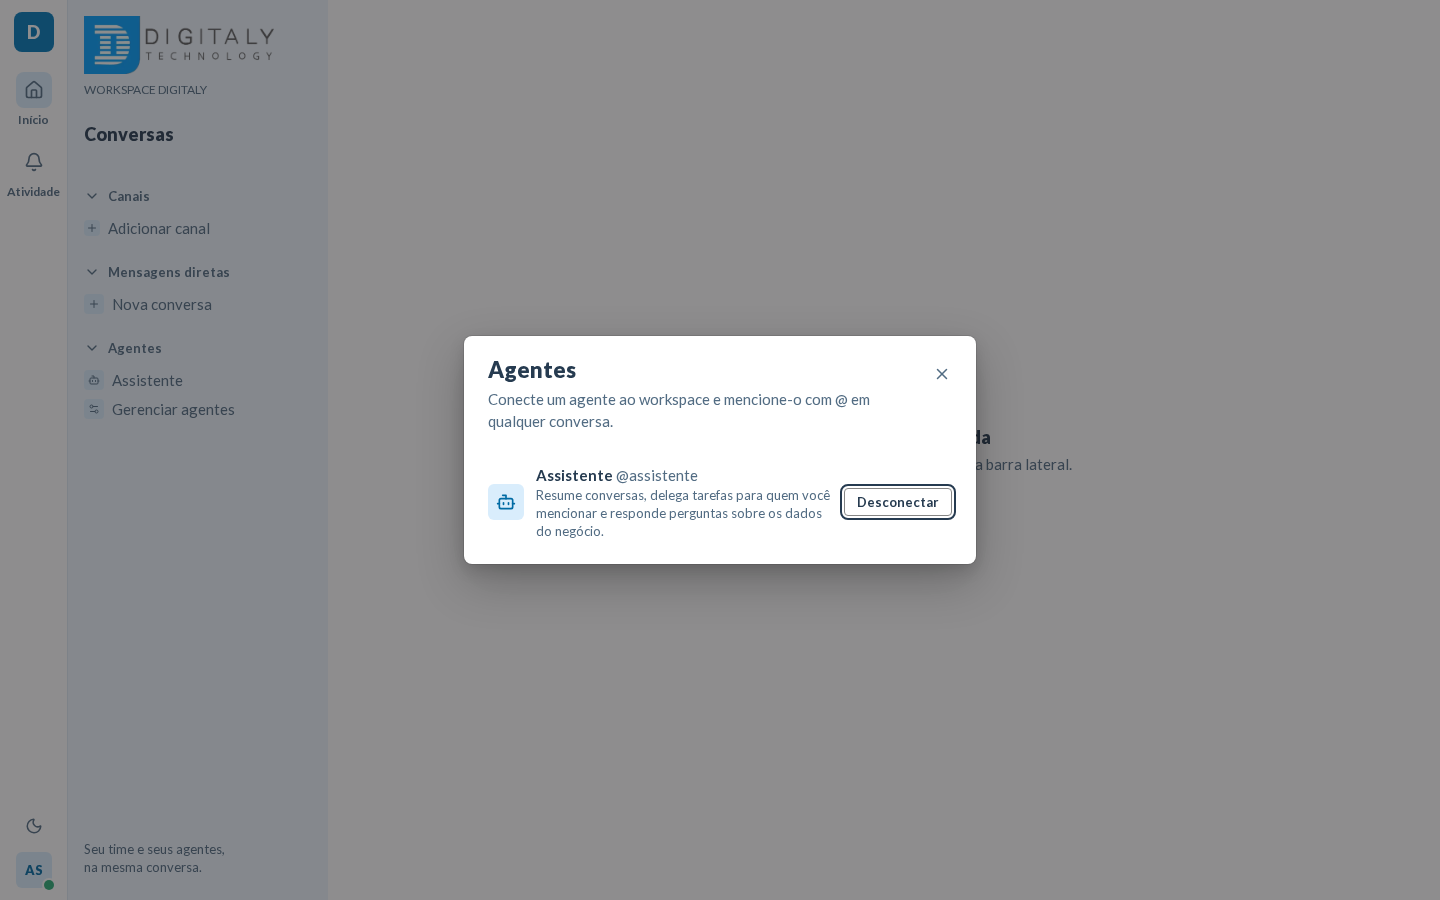 D
Início
Atividade
DIGITALY
TECHNOLOGY
WORKSPACE DIGITALY
Conversas
Canais
Adicionar canal
Mensagens diretas
Nova conversa
Agentes
Assistente
Gerenciar agentes
Seu time e seus agentes,
na mesma conversa.
AS
Agentes
Conecte um agente ao workspace e mencione-o com @ em
qualquer conversa.
Assistente @assistente
Resume conversas, delega tarefas para quem você
mencionar e responde perguntas sobre os dados
do negócio.
Desconectar
barra lateral.